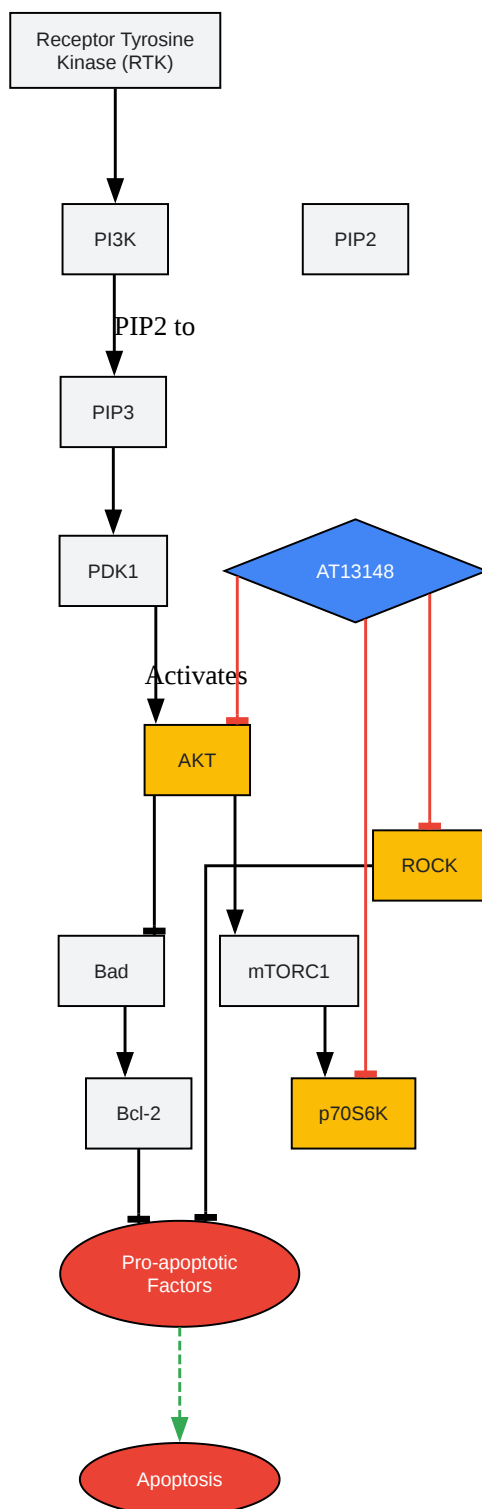 Receptor Tyrosine
Kinase (RTK)
PI3K
PIP2
PIP2 to
PIP3
PDK1
AT13148
Activates
AKT
ROCK
Bad
mTORC1
Bcl-2
p70S6K
Pro-apoptotic
Factors
Apoptosis